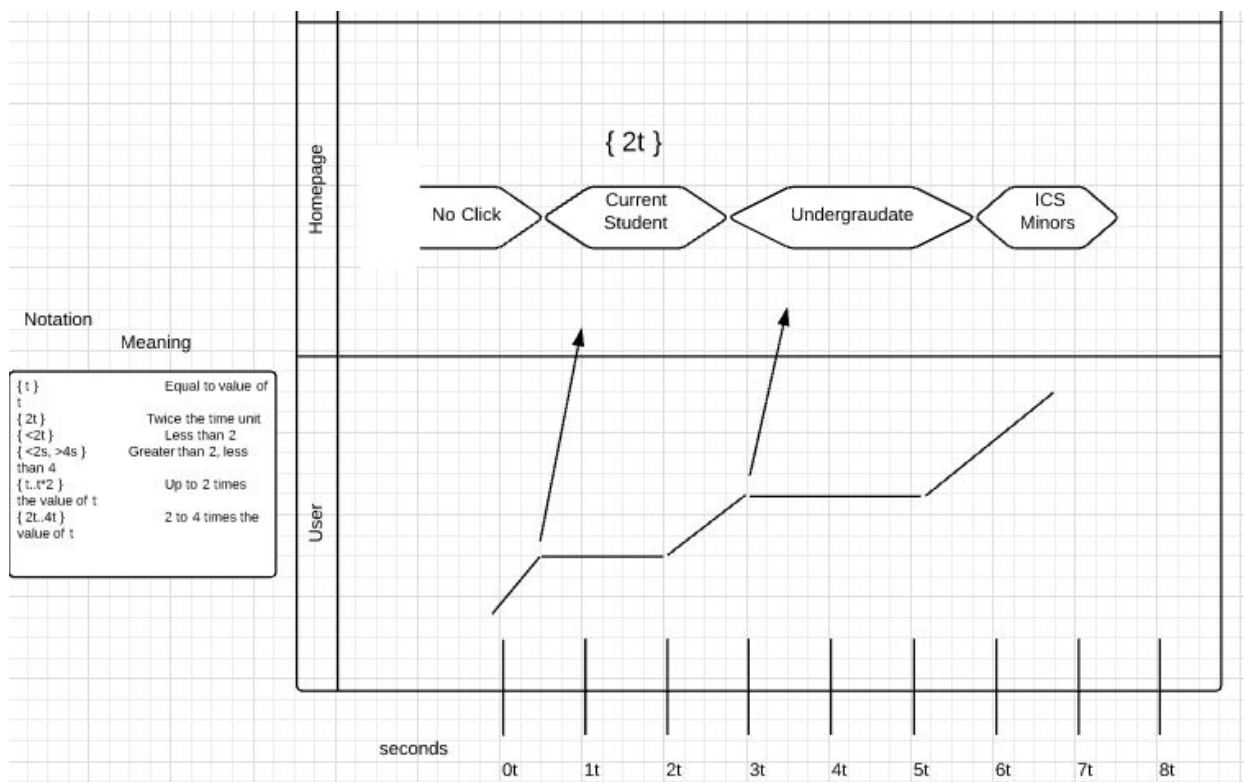 Homepage
{ 2t }
No Click
Current
Student
Undergraudate
ICS
Minors
Notation
Meaning
{ t } Equal to value of
t
{ 2t } Twice the time unit
{ <2t } Less than 2
{ <2s, >4s } Greater than 2, less
than 4
{ t..t*2 } Up to 2 times
the value of t
{ 2t..4t } 2 to 4 times the
value of t
User
seconds
0t 1t 2t 3t 4t 5t 6t 7t 8t